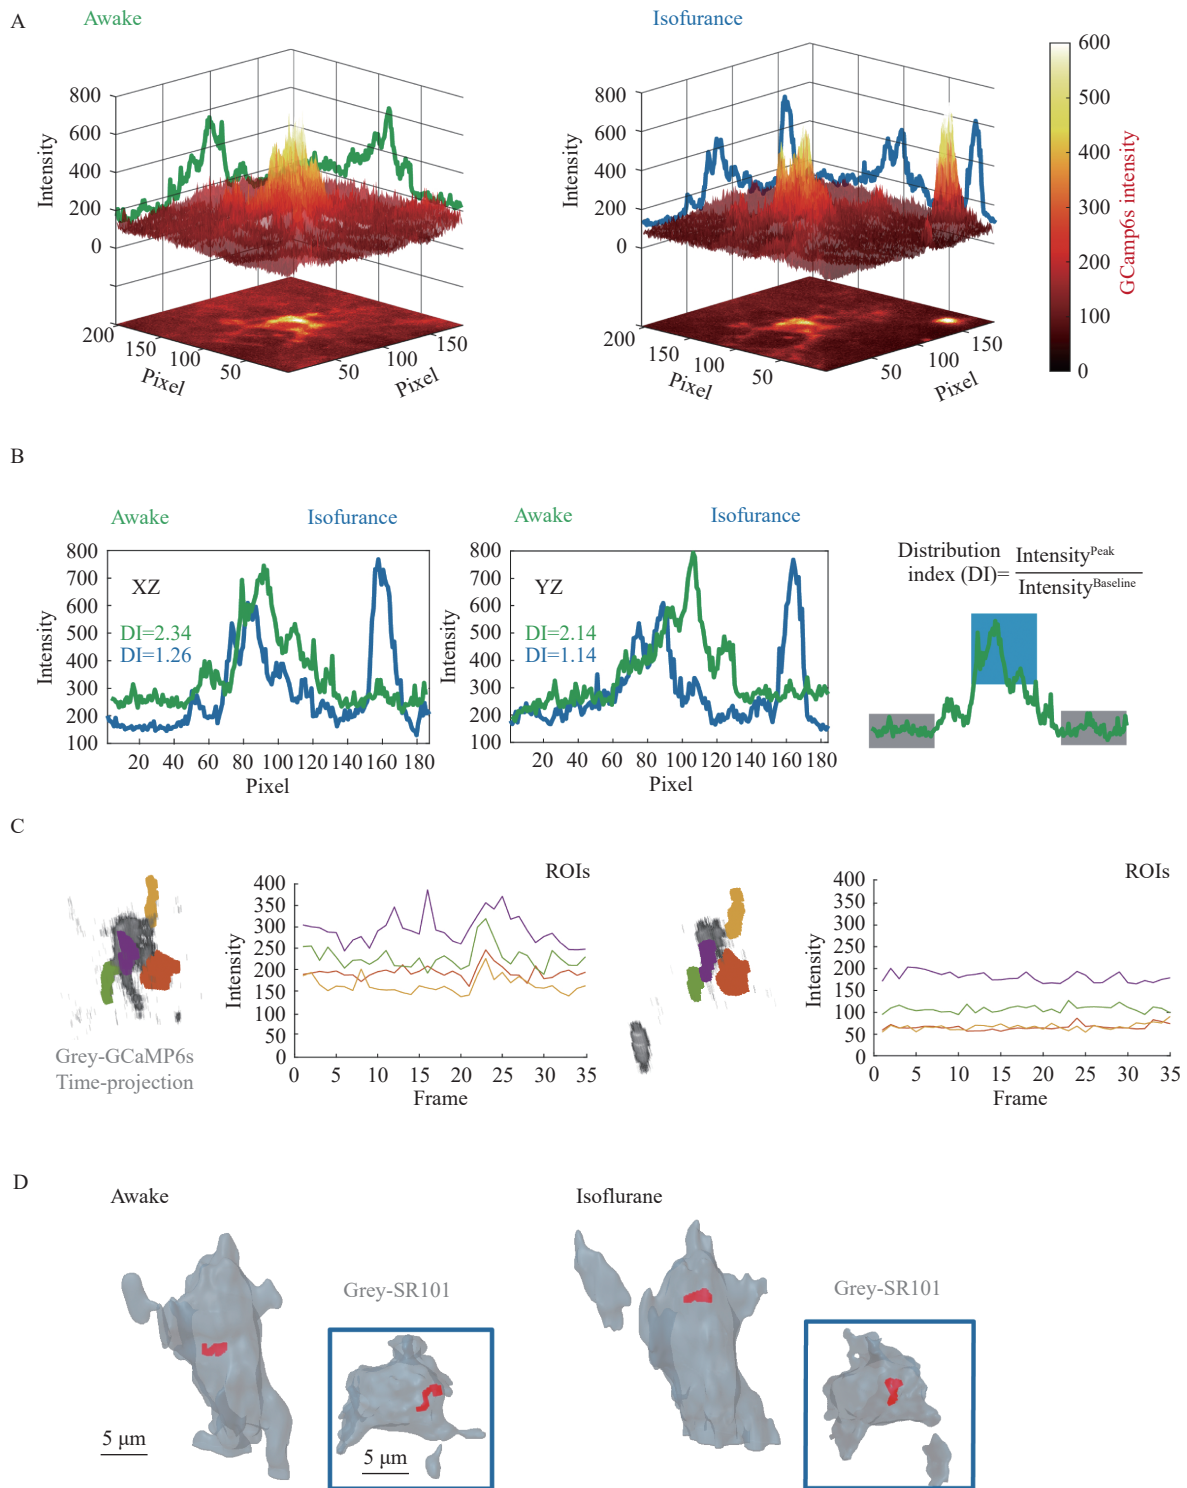 A
Awake
Isofurance
800
600
400
200
0
Intensity
200
150
100
50
Pixel
50
100
150
Pixel
800
600
400
200
0
Intensity
200
150
100
50
Pixel
50
100
150
Pixel
600
500
400
300
200
100
0
GCamp6s intensity
B
Awake
Isofurance
800
700
600
500
400
300
200
100
Intensity
XZ
DI=2.34
DI=1.26
20 40 60 80 100 120 140 160 180
Pixel
Awake
Isofurance
800
700
600
500
400
300
200
100
Intensity
YZ
DI=2.14
DI=1.14
20 40 60 80 100 120 140 160 180
Pixel
Distribution
index (DI)=
Intensity^Peak
Intensity^Baseline
C
Grey-GCaMP6s
Time-projection
ROIs
400
350
300
250
200
150
100
50
0
Intensity
0 5 10 15 20 25 30 35
Frame
ROIs
400
350
300
250
200
150
100
50
0
Intensity
0 5 10 15 20 25 30 35
Frame
D
Awake
Grey-SR101
5 μm
5 μm
Isoflurane
Grey-SR101